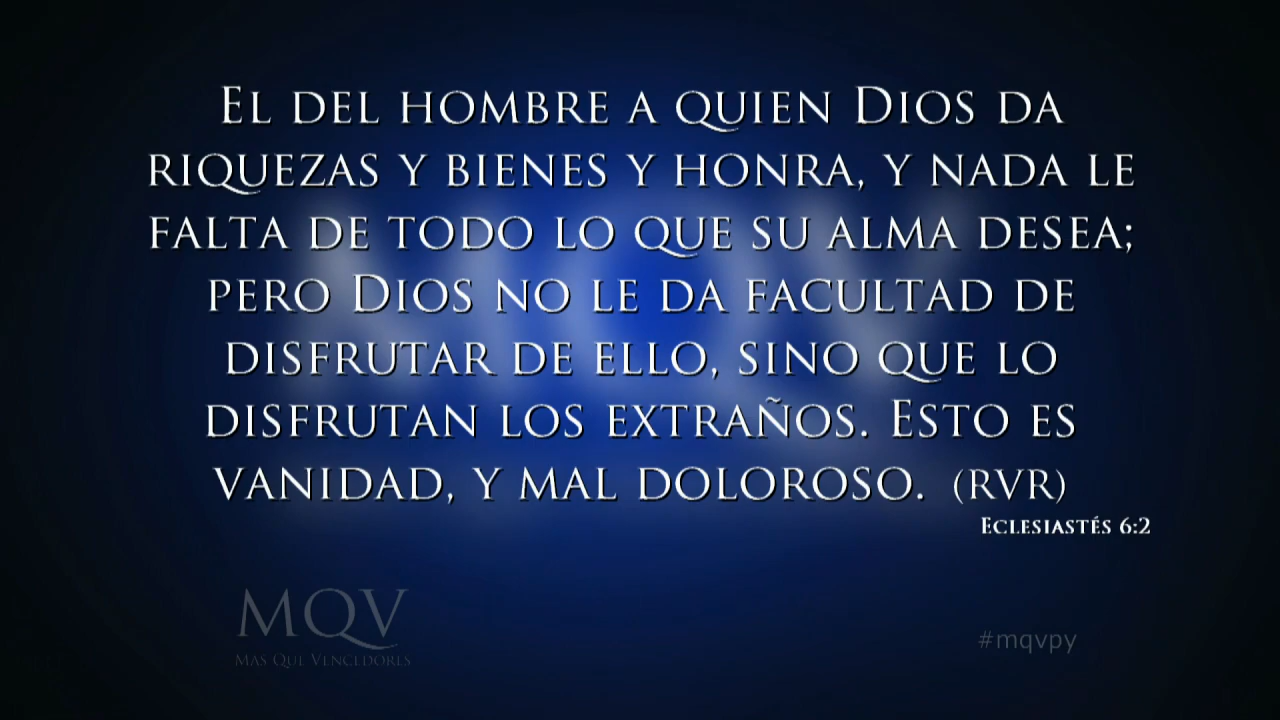 El del hombre a quien Dios da
riquezas y bienes y honra, y nada le
falta de todo lo que su alma desea;
pero Dios no le da facultad de
disfrutar de ello, sino que lo
disfrutan los extraños. Esto es
vanidad, y mal doloroso. (RVR)
Eclesiastés 6:2
MQV
Mas Que Vencedores
#mqvpy